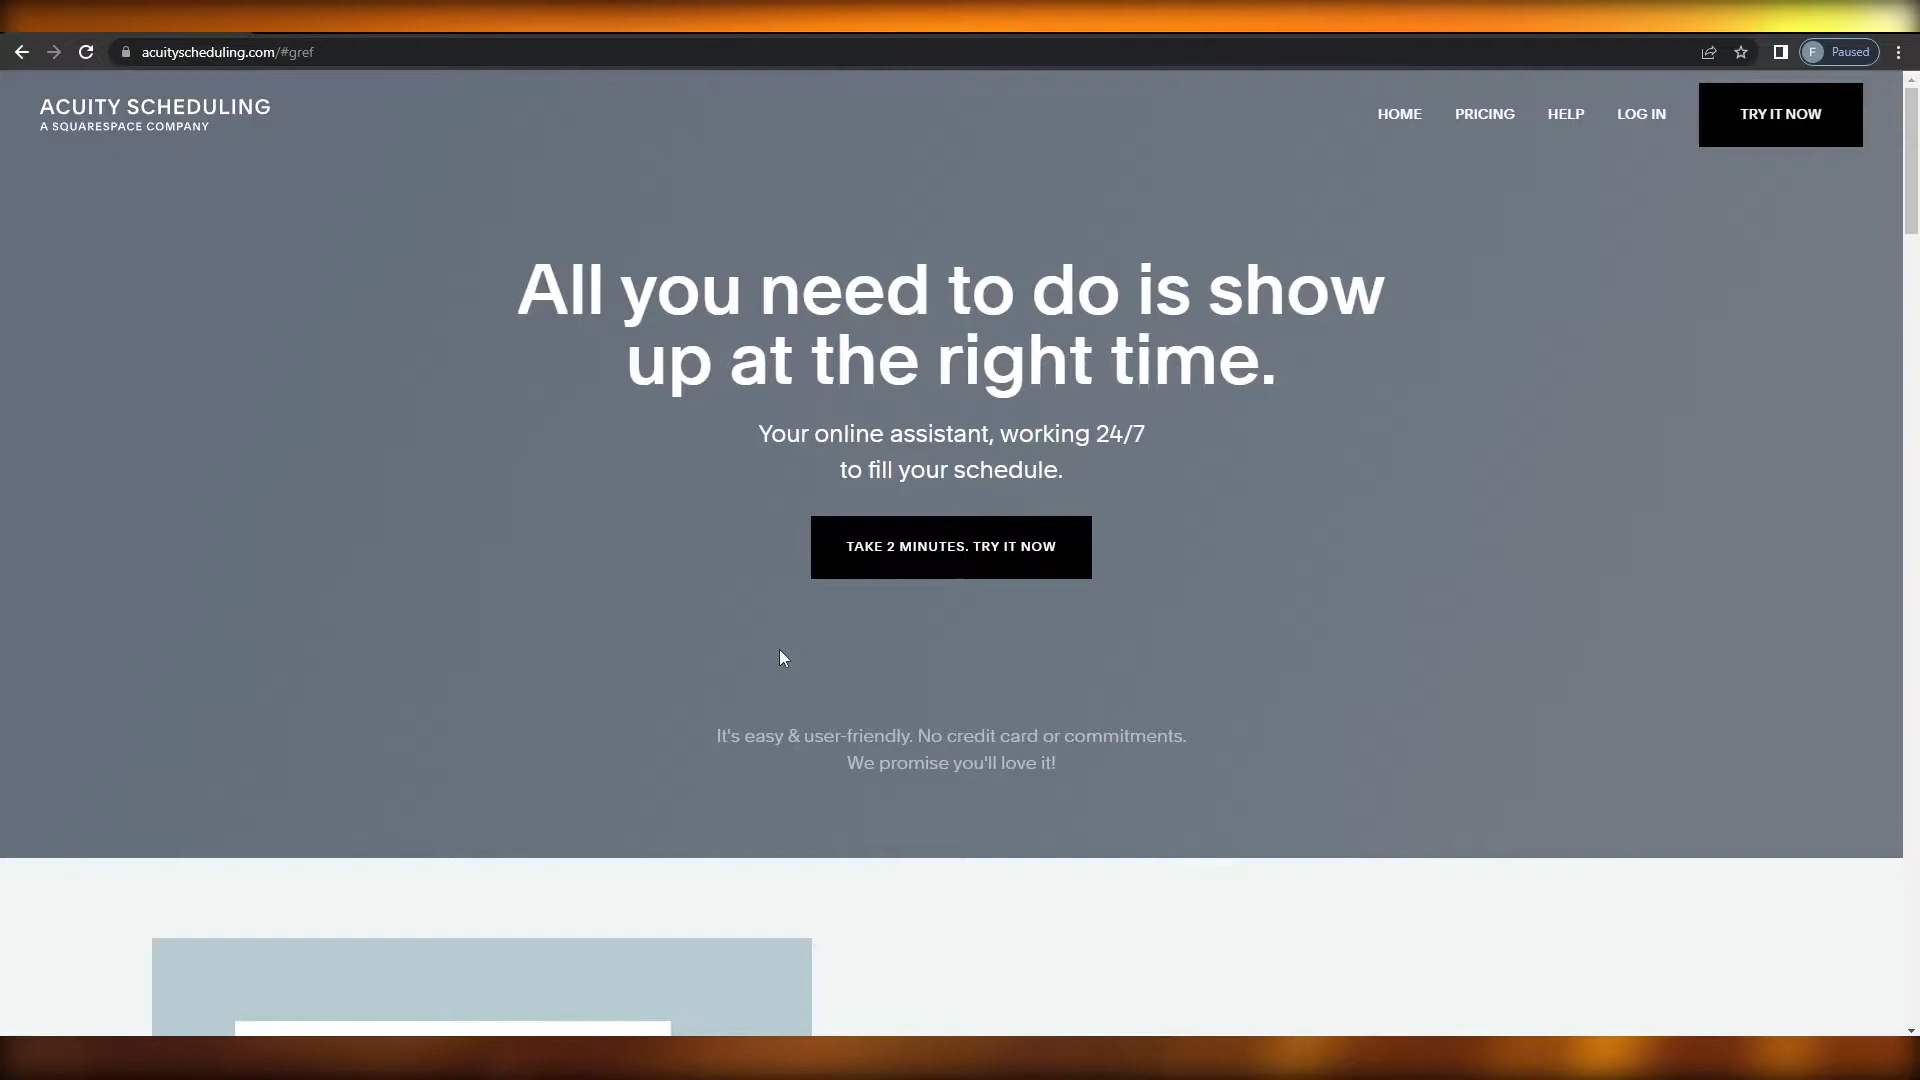 acuityscheduling.com/#gref
F Paused
ACUITY SCHEDULING
A SQUARESPACE COMPANY
HOME PRICING HELP LOG IN TRY IT NOW
All you need to do is show
up at the right time.
Your online assistant, working 24/7
to fill your schedule.
TAKE 2 MINUTES. TRY IT NOW
It's easy & user-friendly. No credit card or commitments.
We promise you'll love it!